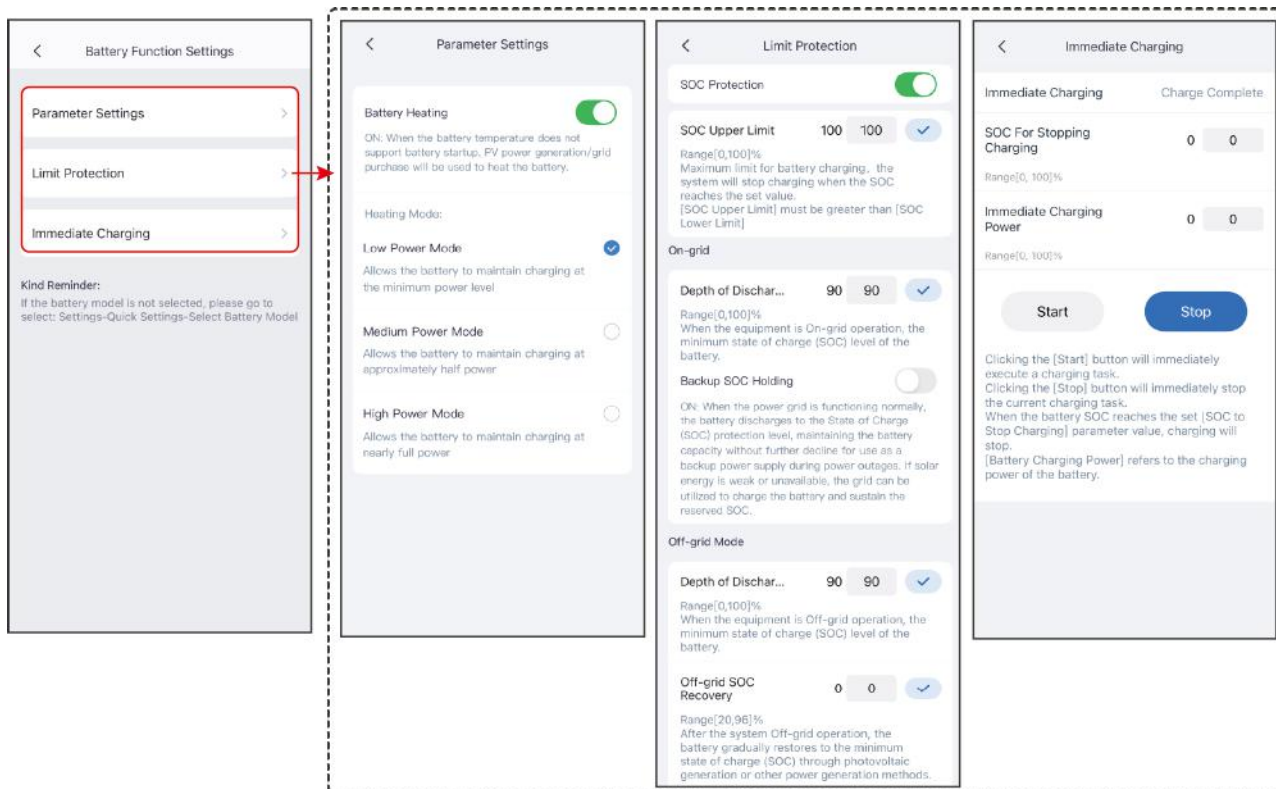 Battery Function Settings
Parameter Settings
Limit Protection
Immediate Charging
Kind Reminder:
If the battery model is not selected, please go to
select: Settings-Quick Settings-Select Battery Model
Parameter Settings
Battery Heating
ON: When the battery temperature does not
support battery startup, PV power generation/grid
purchase will be used to heat the battery.
Heating Mode:
Low Power Mode
Allows the battery to maintain charging at
the minimum power level
Medium Power Mode
Allows the battery to maintain charging at
approximately half power
High Power Mode
Allows the battery to maintain charging at
nearly full power
Limit Protection
SOC Protection
SOC Upper Limit 100 100
Range[0,100]%
Maximum limit for battery charging, the
system will stop charging when the SOC
reaches the set value.
[SOC Upper Limit] must be greater than [SOC
Lower Limit]
On-grid
Depth of Dischar... 90 90
Range[0,100]%
When the equipment is On-grid operation, the
minimum state of charge (SOC) level of the
battery.
Backup SOC Holding
ON: When the power grid is functioning normally,
the battery discharges to the State of Charge
(SOC) protection level, maintaining the battery
capacity without further decline for use as a
backup power supply during power outages. If solar
energy is weak or unavailable, the grid can be
utilized to charge the battery and sustain the
reserved SOC.
Off-grid Mode
Depth of Dischar... 90 90
Range[0,100]%
When the equipment is Off-grid operation, the
minimum state of charge (SOC) level of the
battery.
Off-grid SOC
Recovery 0 0
Range[20,96]%
After the system Off-grid operation, the
battery gradually restores to the minimum
state of charge (SOC) through photovoltaic
generation or other power generation methods.
Immediate Charging
Immediate Charging Charge Complete
SOC For Stopping
Charging 0 0
Range[0, 100]%
Immediate Charging
Power 0 0
Range[0, 100]%
Start Stop
Clicking the [Start] button will immediately
execute a charging task.
Clicking the [Stop] button will immediately stop
the current charging task.
When the battery SOC reaches the set [SOC to
Stop Charging] parameter value, charging will
stop.
[Battery Charging Power] refers to the charging
power of the battery.